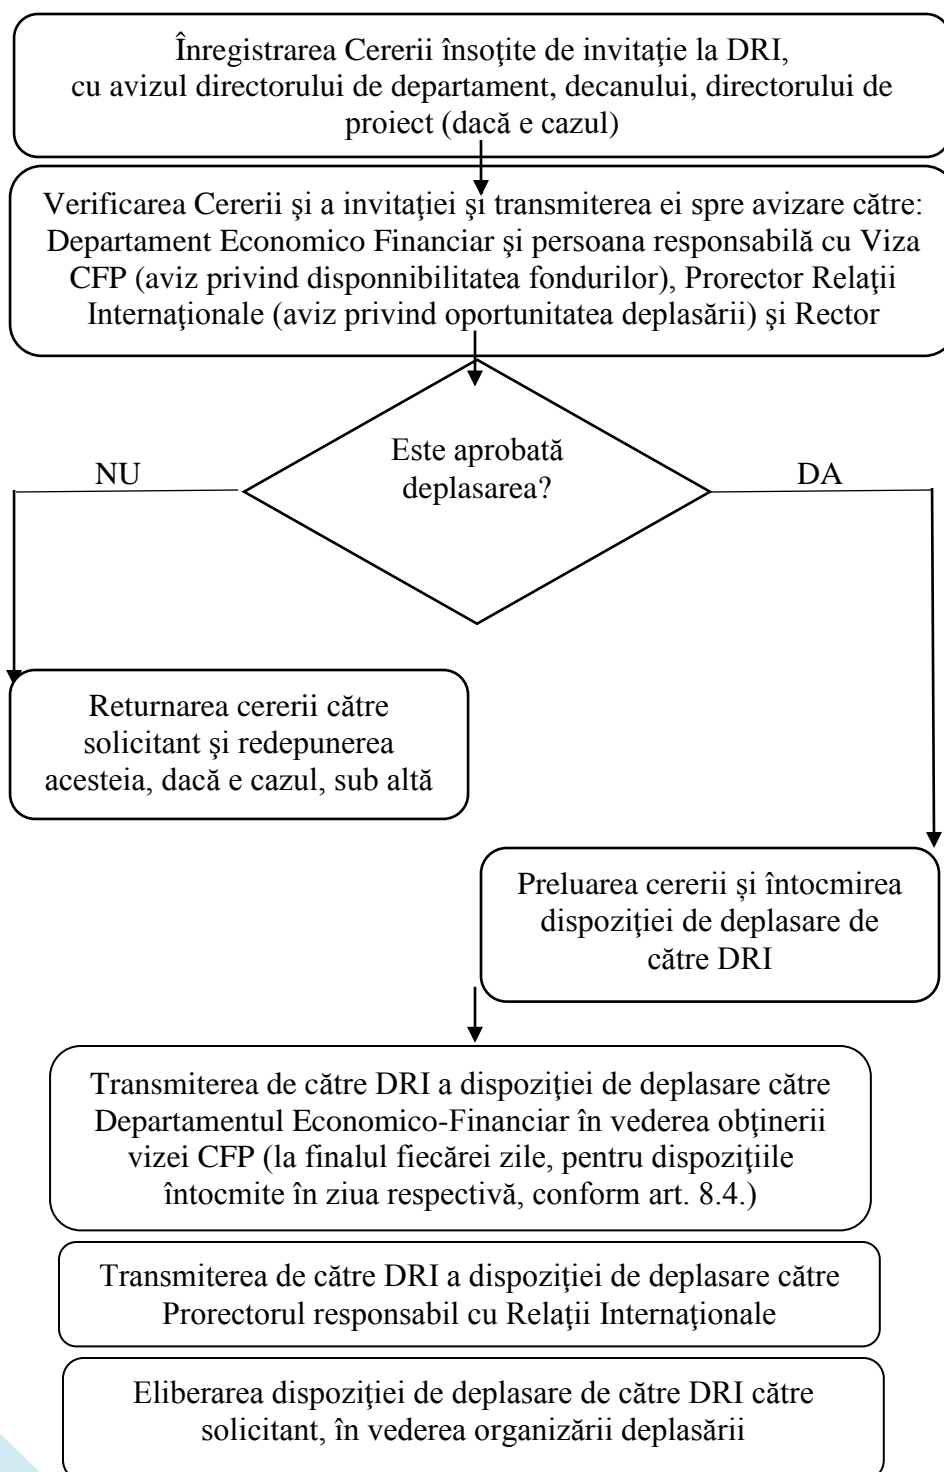 Înregistrarea Cererii însoţite de invitaţie la DRI,
cu avizul directorului de departament, decanului, directorului de
proiect (dacă e cazul)
Verificarea Cererii şi a invitaţiei şi transmiterea ei spre avizare către:
Departament Economico Financiar şi persoana responsabilă cu Viza
CFP (aviz privind disponnibilitatea fondurilor), Prorector Relaţii
Internaţionale (aviz privind oportunitatea deplasării) şi Rector
Este aprobată
deplasarea?
NU
DA
Returnarea cererii către
solicitant şi redepunerea
acesteia, dacă e cazul, sub altă
Preluarea cererii și întocmirea
dispoziţiei de deplasare de
către DRI
Transmiterea de către DRI a dispoziţiei de deplasare către
Departamentul Economico-Financiar în vederea obţinerii
vizei CFP (la finalul fiecărei zile, pentru dispoziţiile
întocmite în ziua respectivă, conform art. 8.4.)
Transmiterea de către DRI a dispoziţiei de deplasare către
Prorectorul responsabil cu Relaţii Internaţionale
Eliberarea dispoziţiei de deplasare de către DRI către
solicitant, în vederea organizării deplasării